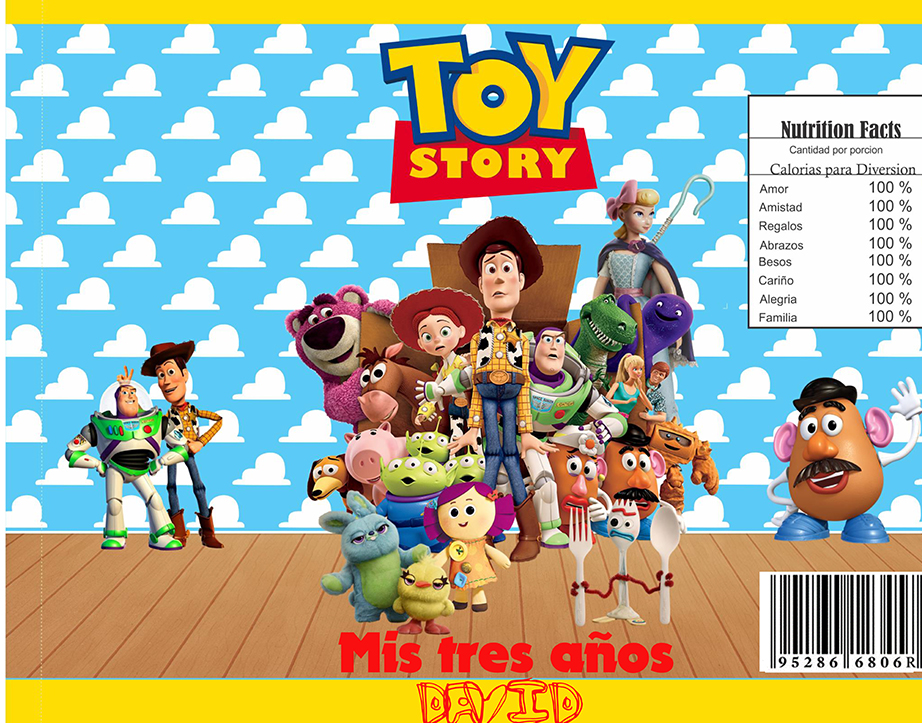 TOY
STORY
Nutrition Facts
Cantidad por porcion
Calorias para Diversion
Amor 100 %
Amistad 100 %
Regalos 100 %
Abrazos 100 %
Besos 100 %
Cariño 100 %
Alegria 100 %
Familia 100 %
Mis tres años
DAVID
95286 6806R